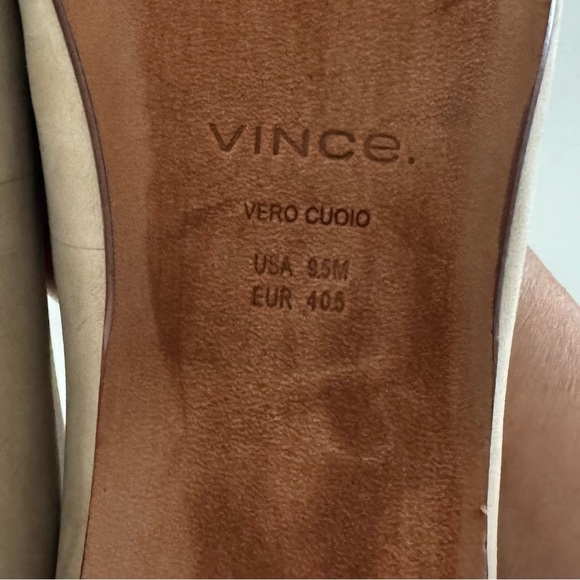 VINCe.
VERO CUOIO
USA 9.5M
EUR 40.5